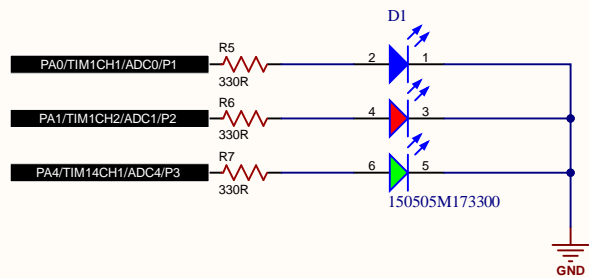 D1
R5
PA0/TIM1CH1/ADC0/P1
2
1
330R
R6
PA1/TIM1CH2/ADC1/P2
4
3
330R
R7
PA4/TIM14CH1/ADC4/P3
6
5
330R
150505M173300
GND